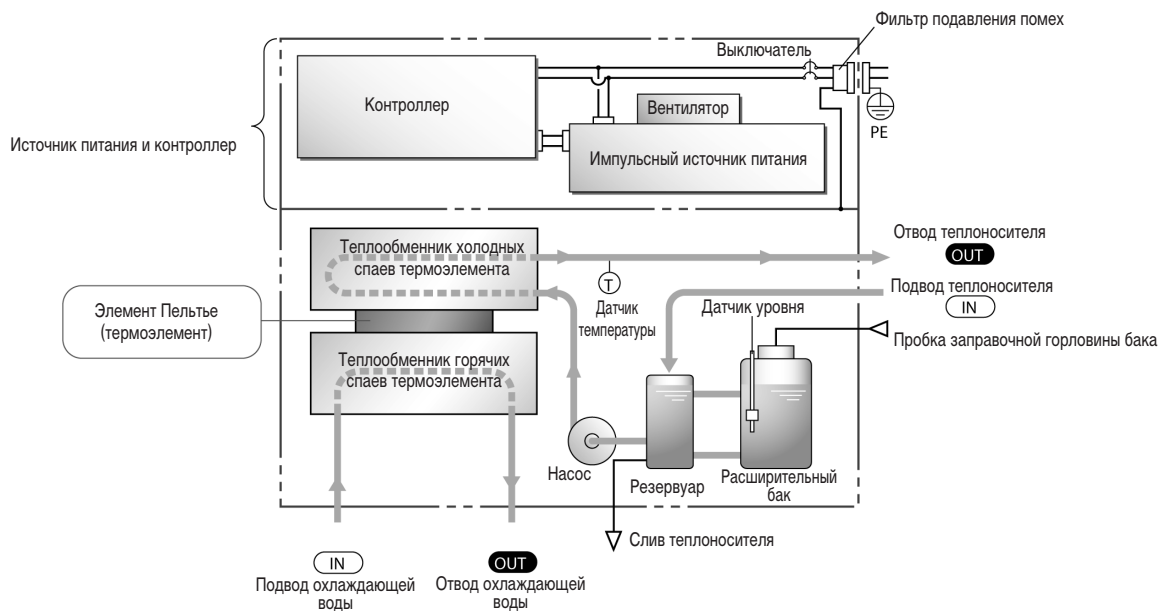 Фильтр подавления помех
Выключатель
Контроллер
Вентилятор
PE
Источник питания и контроллер
Импульсный источник питания
Отвод теплоносителя
OUT
Теплообменник холодных
спаев термоэлемента
T
Датчик
температуры
Подвод теплоносителя
IN
Датчик уровня
Элемент Пельтье
(термоэлемент)
Пробка заправочной горловины бака
Теплообменник горячих
спаев термоэлемента
Насос
Резервуар
Расширительный
бак
Слив теплоносителя
IN
Подвод охлаждающей
воды
OUT
Отвод охлаждающей
воды